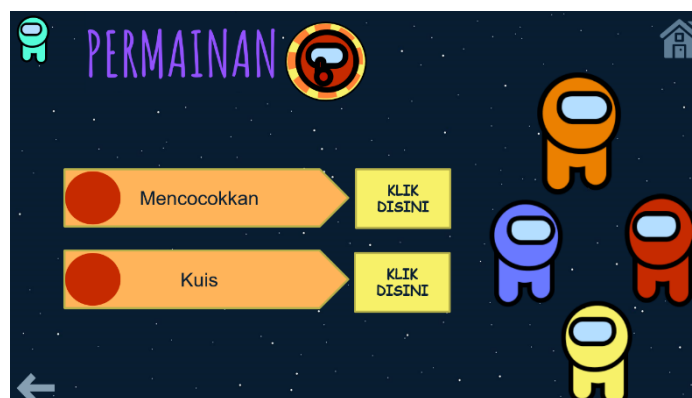 PERMAINAN
Mencocokkan
KLIK
DISINI
Kuis
KLIK
DISINI